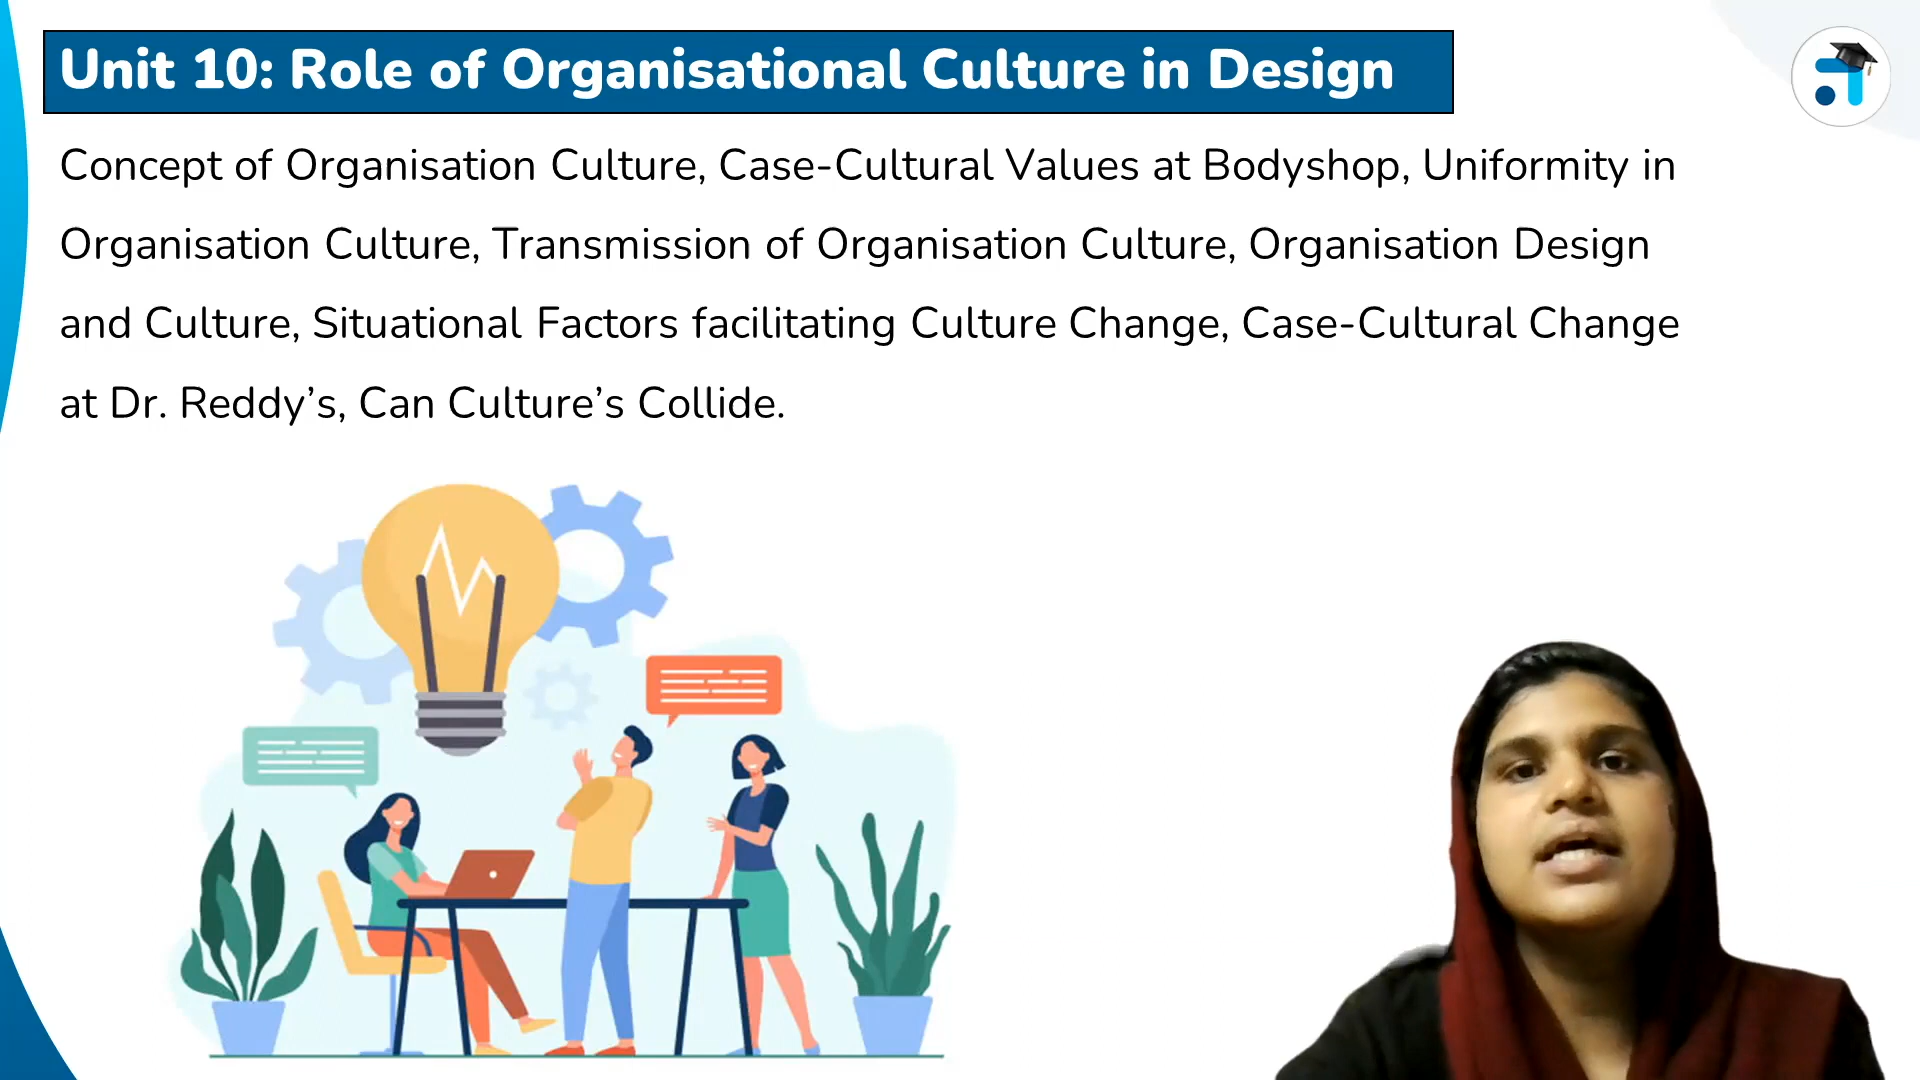 Unit 10: Role of Organisational Culture in Design
Concept of Organisation Culture, Case-Cultural Values at Bodyshop, Uniformity in
Organisation Culture, Transmission of Organisation Culture, Organisation Design
and Culture, Situational Factors facilitating Culture Change, Case-Cultural Change
at Dr. Reddy’s, Can Culture’s Collide.